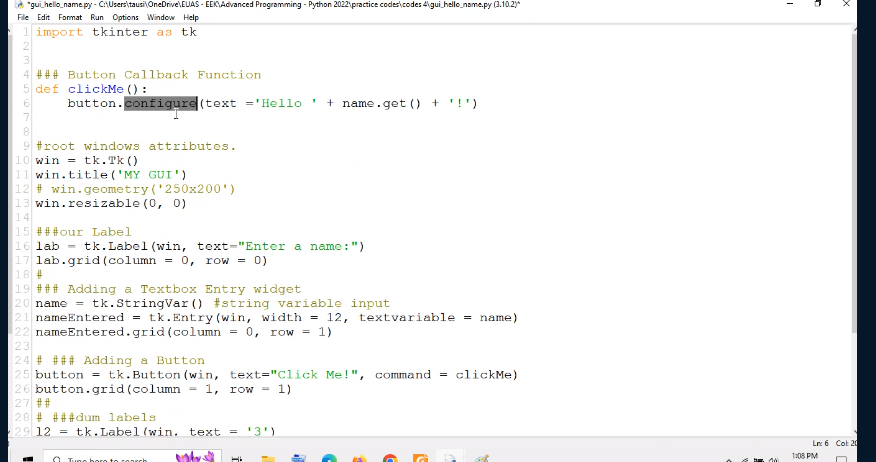 *gui_hello_name.py - C:\Users\tausi\OneDrive\EUAS - EEK\Advanced Programming - Python 2022\practice codes\codes 4\gui_hello_name.py (3.10.2)*
File Edit Format Run Options Window Help
1 import tkinter as tk
2
3
4 ### Button Callback Function
5 def clickMe():
6 button.configure(text ='Hello ' + name.get() + '!')
7
8
9 #root windows attributes.
10 win = tk.Tk()
11 win.title('MY GUI')
12 # win.geometry('250x200')
13 win.resizable(0, 0)
14
15 ###our Label
16 lab = tk.Label(win, text="Enter a name:")
17 lab.grid(column = 0, row = 0)
18 #
19 ### Adding a Textbox Entry widget
20 name = tk.StringVar() #string variable input
21 nameEntered = tk.Entry(win, width = 12, textvariable = name)
22 nameEntered.grid(column = 0, row = 1)
23
24 # ### Adding a Button
25 button = tk.Button(win, text="Click Me!", command = clickMe)
26 button.grid(column = 1, row = 1)
27 ##
28 # ###dum labels
29 l2 = tk.Label(win, text = '3')
Ln: 6 Col: 20
Type here to search
1:08 PM